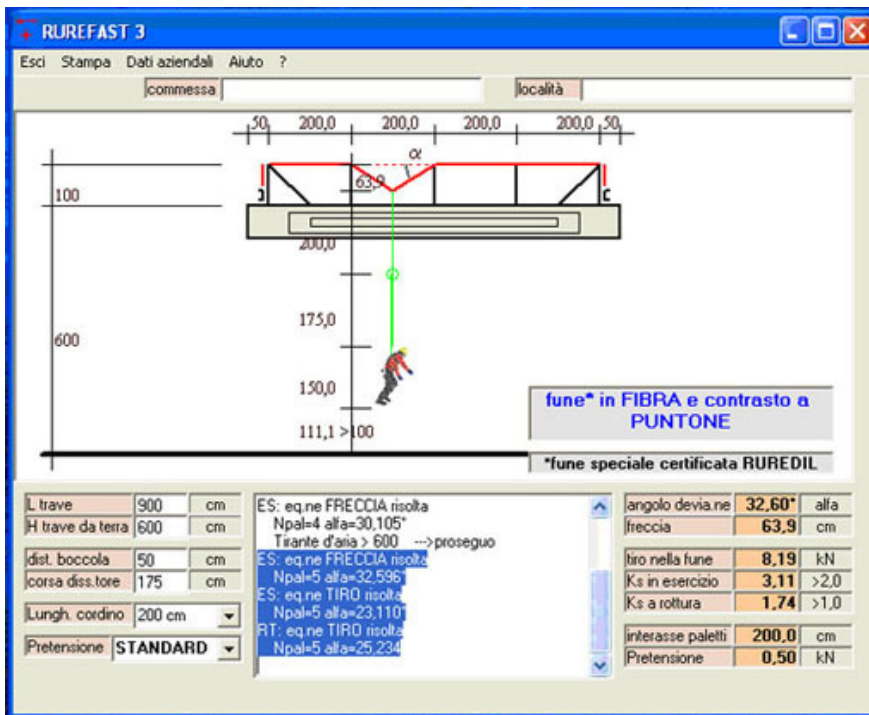 RUREFAST 3
Esci Stampa Dati aziendali Aiuto ?
commessa località
50 200,0 200,0 200,0 200,0 50
α
63,9
100
200,0
175,0
600
150,0
111,1 >100
fune* in FIBRA e contrasto a
PUNTONE
*fune speciale certificata RUREDIL
L trave 900 cm
H trave da terra 600 cm
dist. boccola 50 cm
corsa diss.tore 175 cm
Lungh. cordino 200 cm
Pretensione STANDARD
ES: eq.ne FRECCIA risolta
Npal=4 alfa=30,105°
Tirante d'aria > 600 --->proseguo
ES: eq.ne FRECCIA risolta
Npal=5 alfa=32,596°
ES: eq.ne TIRO risolta
Npal=5 alfa=23,110°
RT: eq.ne TIRO risolta
Npal=5 alfa=25,234
angolo devia.ne 32,60° alfa
freccia 63,9 cm
tiro nella fune 8,19 kN
Ks in esercizio 3,11 >2,0
Ks a rottura 1,74 >1,0
interasse paletti 200,0 cm
Pretensione 0,50 kN